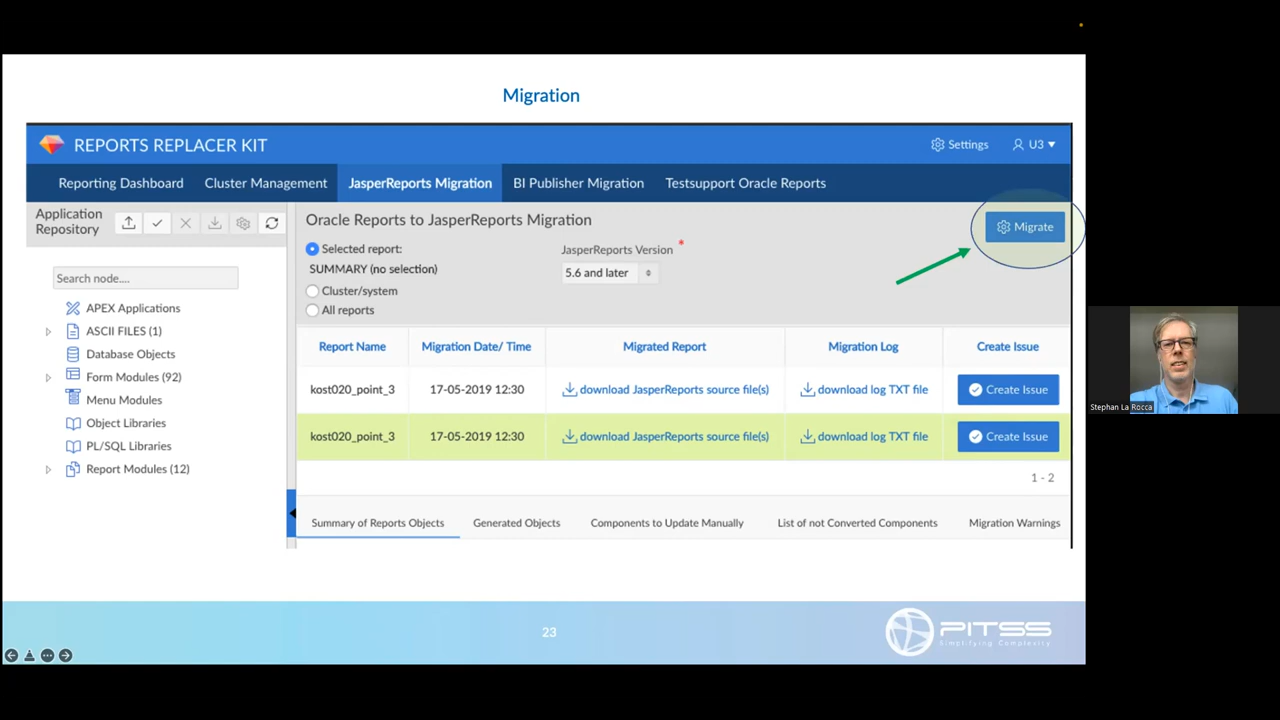 Migration
REPORTS REPLACER KIT
Settings
U3
Reporting Dashboard
Cluster Management
JasperReports Migration
BI Publisher Migration
Testsupport Oracle Reports
Application
Repository
Oracle Reports to JasperReports Migration
Migrate
Selected report:
JasperReports Version *
SUMMARY (no selection)
5.6 and later
Cluster/system
All reports
Search node....
APEX Applications
ASCII FILES (1)
Database Objects
Form Modules (92)
Menu Modules
Object Libraries
PL/SQL Libraries
Report Modules (12)
Report Name Migration Date/ Time Migrated Report Migration Log Create Issue
kost020_point_3 17-05-2019 12:30 download JasperReports source file(s) download log TXT file Create Issue
kost020_point_3 17-05-2019 12:30 download JasperReports source file(s) download log TXT file Create Issue
1 - 2
Summary of Reports Objects
Generated Objects
Components to Update Manually
List of not Converted Components
Migration Warnings
23
PITSS
Simplifying Complexity
Stephan La Rocca